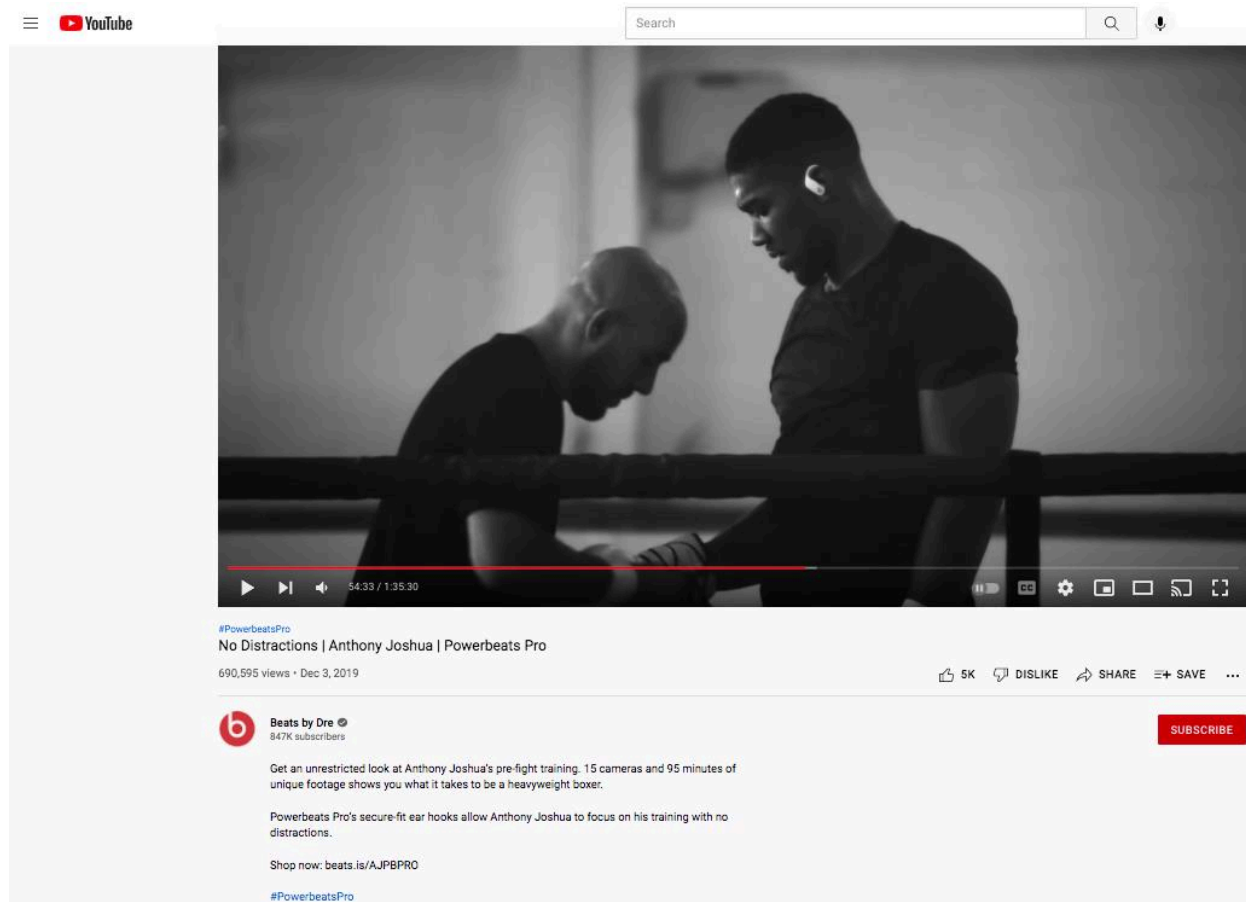 YouTube
Search
54:33 / 1:35:30
CC
#PowerbeatsPro
No Distractions | Anthony Joshua | Powerbeats Pro
690,595 views • Dec 3, 2019
5K DISLIKE SHARE SAVE
b
Beats by Dre
SUBSCRIBE
847K subscribers
Get an unrestricted look at Anthony Joshua's pre-fight training. 15 cameras and 95 minutes of
unique footage shows you what it takes to be a heavyweight boxer.
Powerbeats Pro's secure-fit ear hooks allow Anthony Joshua to focus on his training with no
distractions.
Shop now: beats.is/AJPBPRO
#PowerbeatsPro